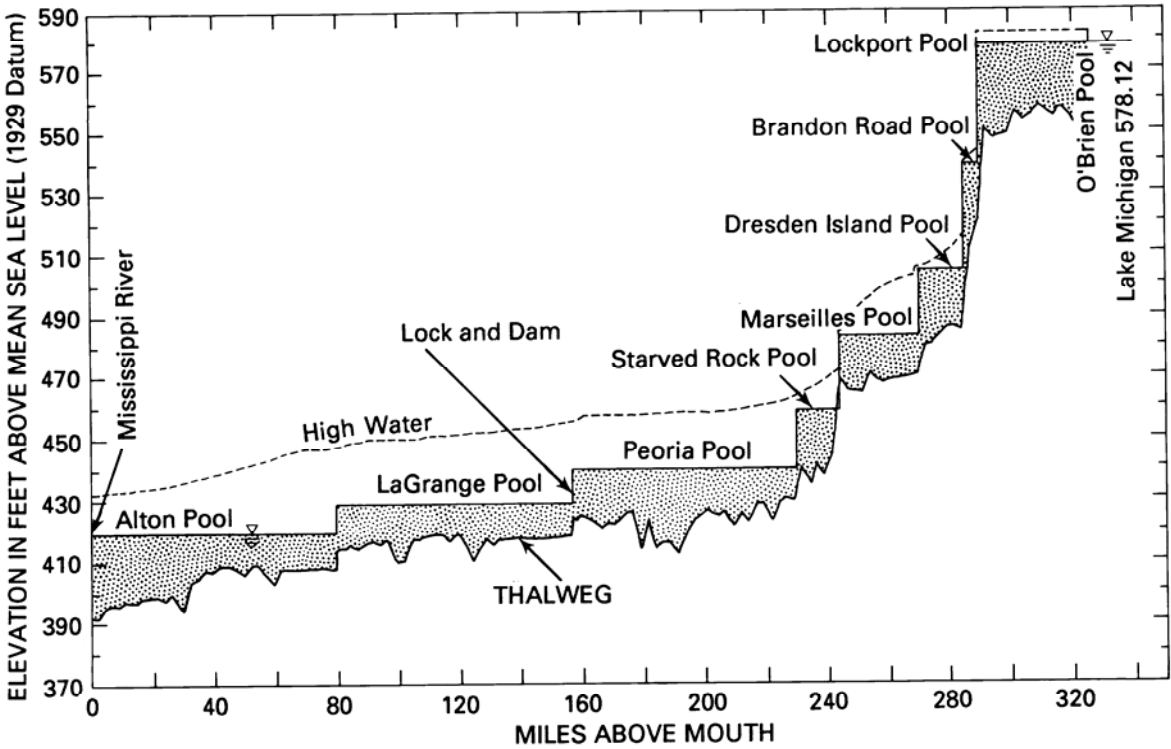 ELEVATION IN FEET ABOVE MEAN SEA LEVEL (1929 Datum)
590
570
550
530
510
490
470
450
430
410
390
370
Lockport Pool
Brandon Road Pool
Dresden Island Pool
Marseilles Pool
Starved Rock Pool
Peoria Pool
LaGrange Pool
Alton Pool
Mississippi River
Lock and Dam
High Water
THALWEG
O'Brien Pool
Lake Michigan 578.12
0
40
80
120
160
200
240
280
320
MILES ABOVE MOUTH